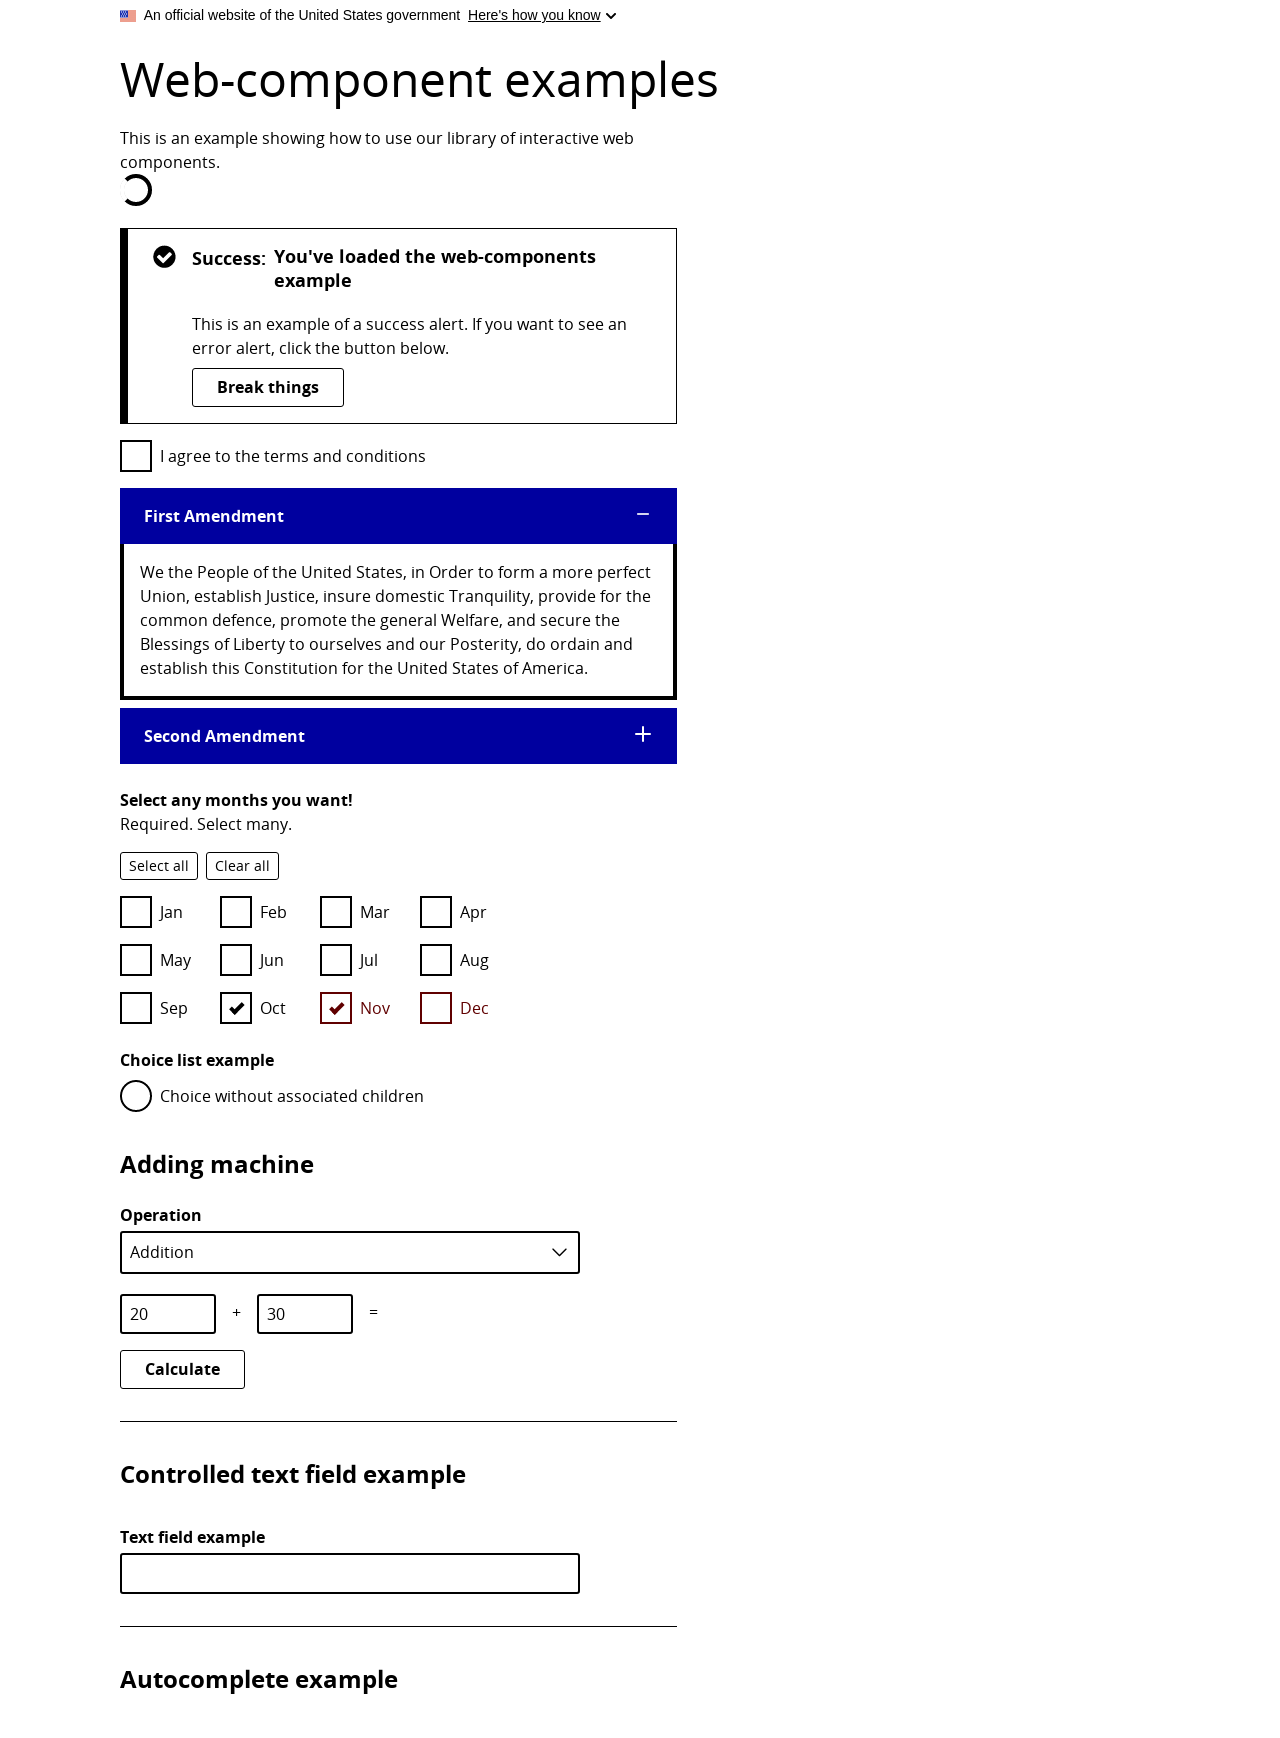 An official website of the United States government Here's how you know
Web-component examples
This is an example showing how to use our library of interactive web
components.
Success: You've loaded the web-components
example
This is an example of a success alert. If you want to see an
error alert, click the button below.
Break things
I agree to the terms and conditions
First Amendment
We the People of the United States, in Order to form a more perfect
Union, establish Justice, insure domestic Tranquility, provide for the
common defence, promote the general Welfare, and secure the
Blessings of Liberty to ourselves and our Posterity, do ordain and
establish this Constitution for the United States of America.
Second Amendment
Select any months you want!
Required. Select many.
Select all Clear all
Jan Feb Mar Apr
May Jun Jul Aug
Sep Oct Nov Dec
Choice list example
Choice without associated children
Adding machine
Operation
Addition
20 + 30 =
Calculate
Controlled text field example
Text field example
Autocomplete example